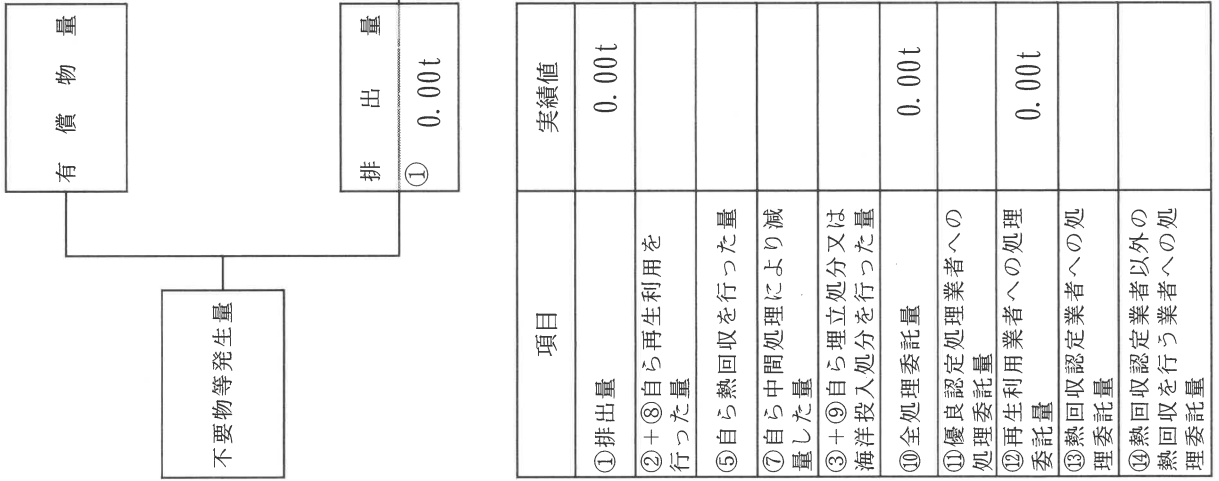 有償物量
不要物等発生量
排出量
① 0.00t
項目 実績値
①排出量 0.00t
②+⑧自ら再生利用を
行った量
⑤自ら熱回収を行った量
⑦自ら中間処理により減
量した量
③+⑨自ら埋立処分又は
海洋投入処分を行った量
⑩全処理委託量 0.00t
⑪優良認定処理業者への
処理委託量
⑫再生利用業者への処理
委託量 0.00t
⑬熱回収認定業者への処
理委託量
⑭熱回収認定業者以外の
熱回収を行う業者への処
理委託量